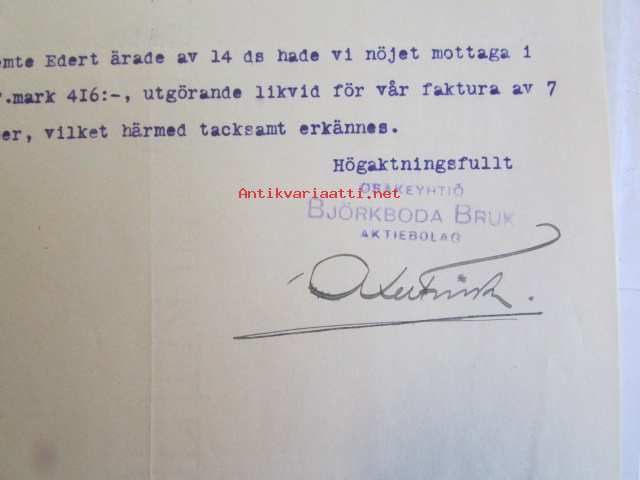 mte Edert ärade av 14 ds hade vi nöjet mottaga i
.mark 416:-, utgörande likvid för vår faktura av 7
er, vilket härmed tacksamt erkännes.
Högaktningsfullt
Antikvariaatti.net
OSAKEYHTIÖ
BJÖRKBODA BRUK
AKTIEBOLAG